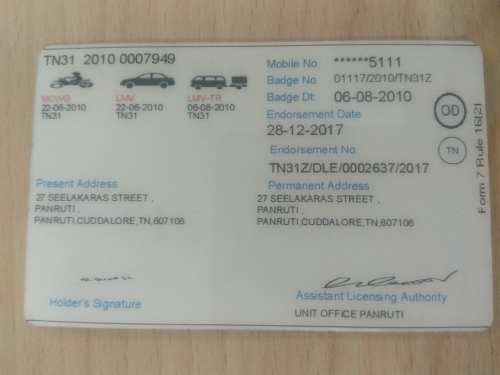 TN31 2010 0007949
MCWG LMV LMV-TR
22-06-2010 22-06-2010 06-08-2010
TN31 TN31 TN31
Mobile No. ******5111
Badge No. 01117/2010/TN31Z
Badge Dt: 06-08-2010
Endorsement Date
28-12-2017
Endorsement No.
TN31Z/DLE/0002637/2017
OD
TN
Form 7 Rule 16(2)
Present Address
27 SEELAKARAS STREET ,
PANRUTI ,
PANRUTI,CUDDALORE,TN,607106
Permanent Address
27 SEELAKARAS STREET ,
PANRUTI ,
PANRUTI,CUDDALORE,TN,607106
Holder's Signature
Assistant Licensing Authority
UNIT OFFICE PANRUTI